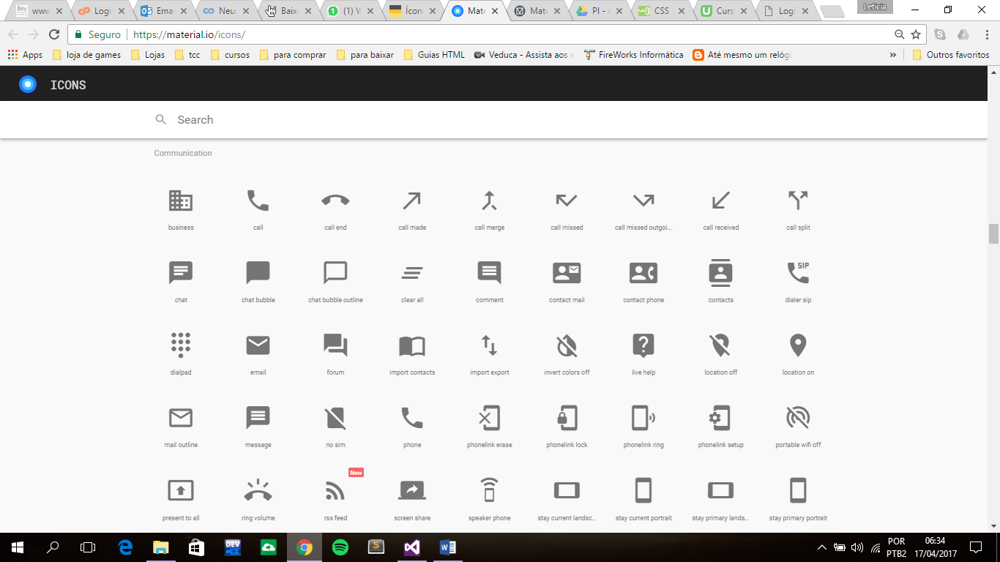 Leticia
www Logi Ema Neu Baixa (1) W Ícon Mate Mate PI - 4 CSS Curs Logi
Seguro https://material.io/icons/
Apps loja de games Lojas tcc cursos para comprar para baixar Guias HTML Veduca - Assista aos n FireWorks Informática Até mesmo um relóg » Outros favoritos
ICONS
Search
Communication
business call call end call made call merge call missed call missed outgoi... call received call split
SIP
chat chat bubble chat bubble outline clear all comment contact mail contact phone contacts dialer sip
dialpad email forum import contacts import export invert colors off live help location off location on
mail outline message no sim phone phonelink erase phonelink lock phonelink ring phonelink setup portable wifi off
New
present to all ring volume rss feed screen share speaker phone stay current landsc... stay current portrait stay primary lands... stay primary portrait
DEV
POR 06:34
PTB2 17/04/2017